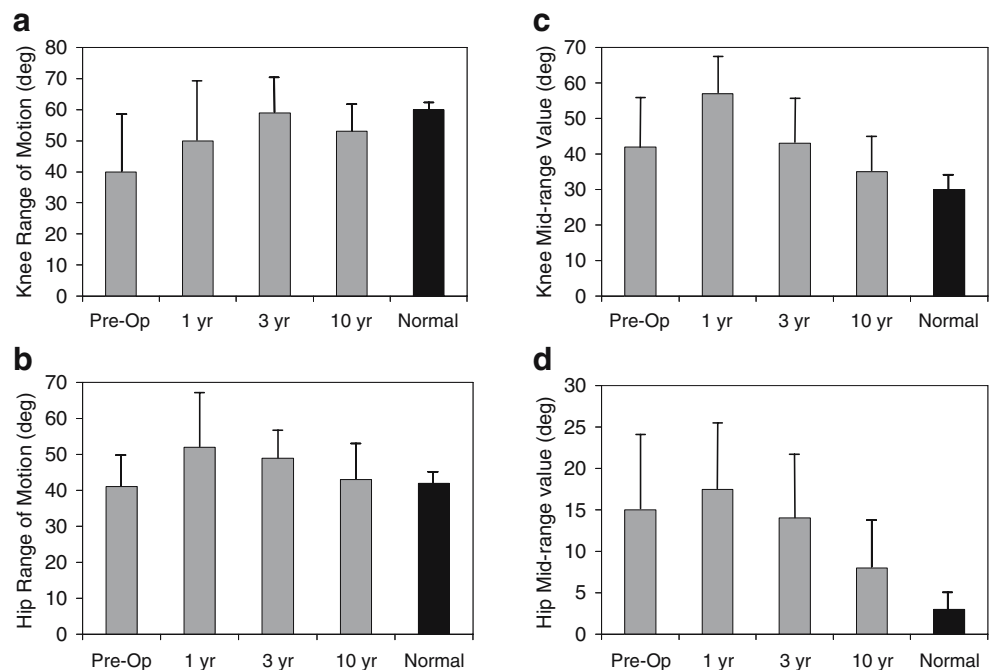 a
Knee Range of Motion (deg)
80
70
60
50
40
30
20
10
0
Pre-Op 1 yr 3 yr 10 yr Normal
b
Hip Range of Motion (deg)
70
60
50
40
30
20
10
0
Pre-Op 1 yr 3 yr 10 yr Normal
c
Knee Mid-range Value (deg)
70
60
50
40
30
20
10
0
Pre-Op 1 yr 3 yr 10 yr Normal
d
Hip Mid-range value (deg)
30
25
20
15
10
5
0
Pre-Op 1 yr 3 yr 10 yr Normal